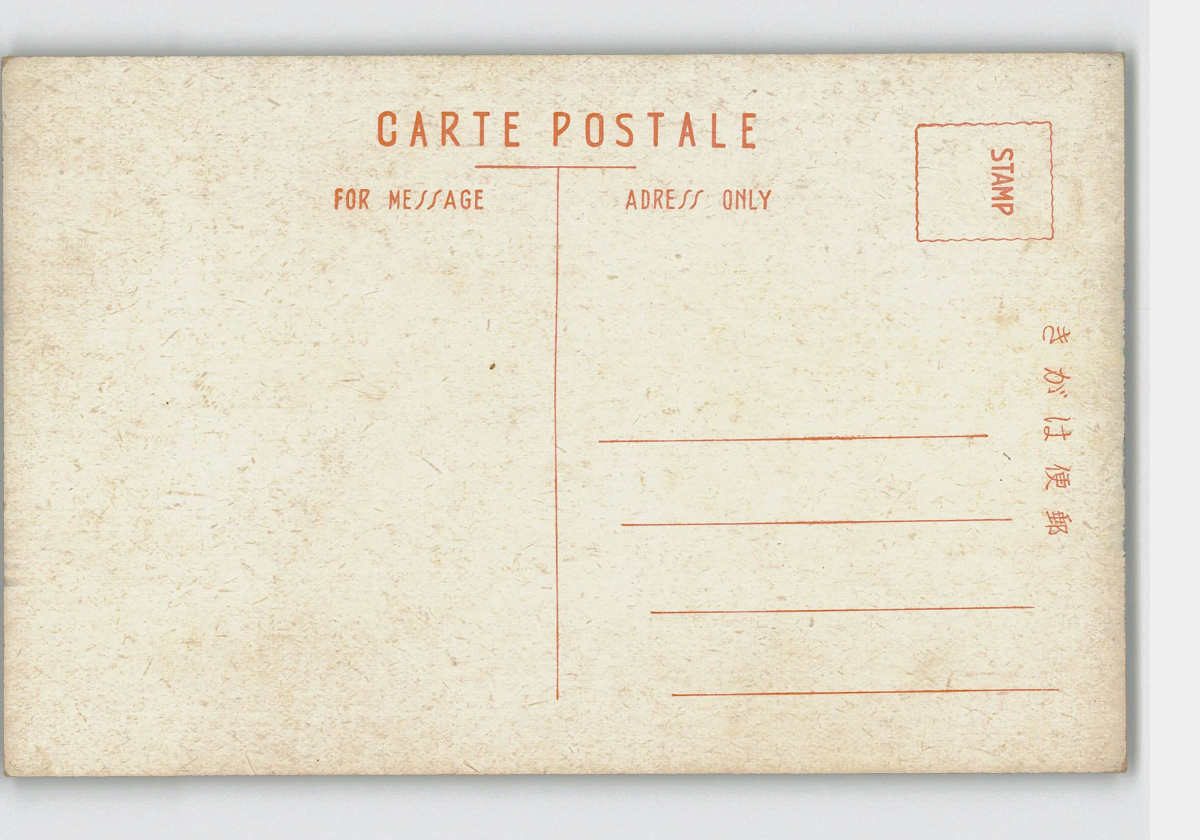 CARTE POSTALE
FOR MESSAGE
ADRESS ONLY
STAMP
郵便はがき